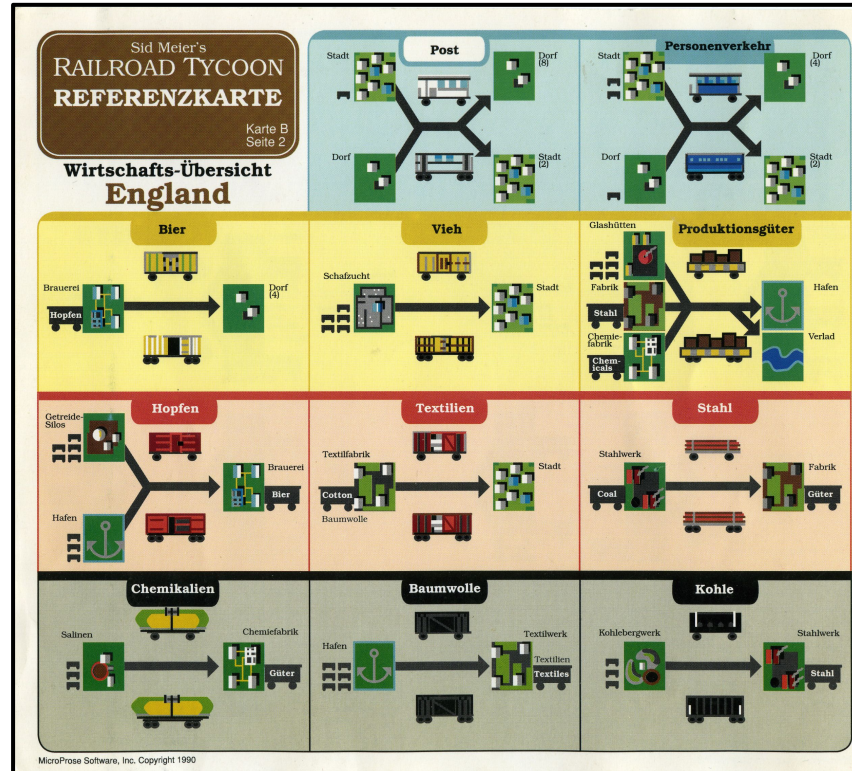 Sid Meier's
RAILROAD TYCOON
REFERENZKARTE
Karte B
Seite 2
Wirtschafts-Übersicht
England
Post
Stadt
Dorf
(8)
Dorf
Stadt
(2)
Personenverkehr
Stadt
Dorf
(4)
Dorf
Stadt
(2)
Bier
Brauerei
Hopfen
Dorf
(4)
Vieh
Schafzucht
Stadt
Produktionsgüter
Glashütten
Fabrik
Stahl
Chemie-
fabrik
Chem-
icals
Hafen
Verlad
Hopfen
Getreide-
Silos
Hafen
Brauerei
Bier
Textilien
Textilfabrik
Cotton
Baumwolle
Stadt
Stahl
Stahlwerk
Coal
Fabrik
Güter
Chemikalien
Salinen
Chemiefabrik
Güter
Baumwolle
Hafen
Textilwerk
Textilien
Textiles
Kohle
Kohlebergwerk
Stahlwerk
Stahl
MicroProse Software, Inc. Copyright 1990